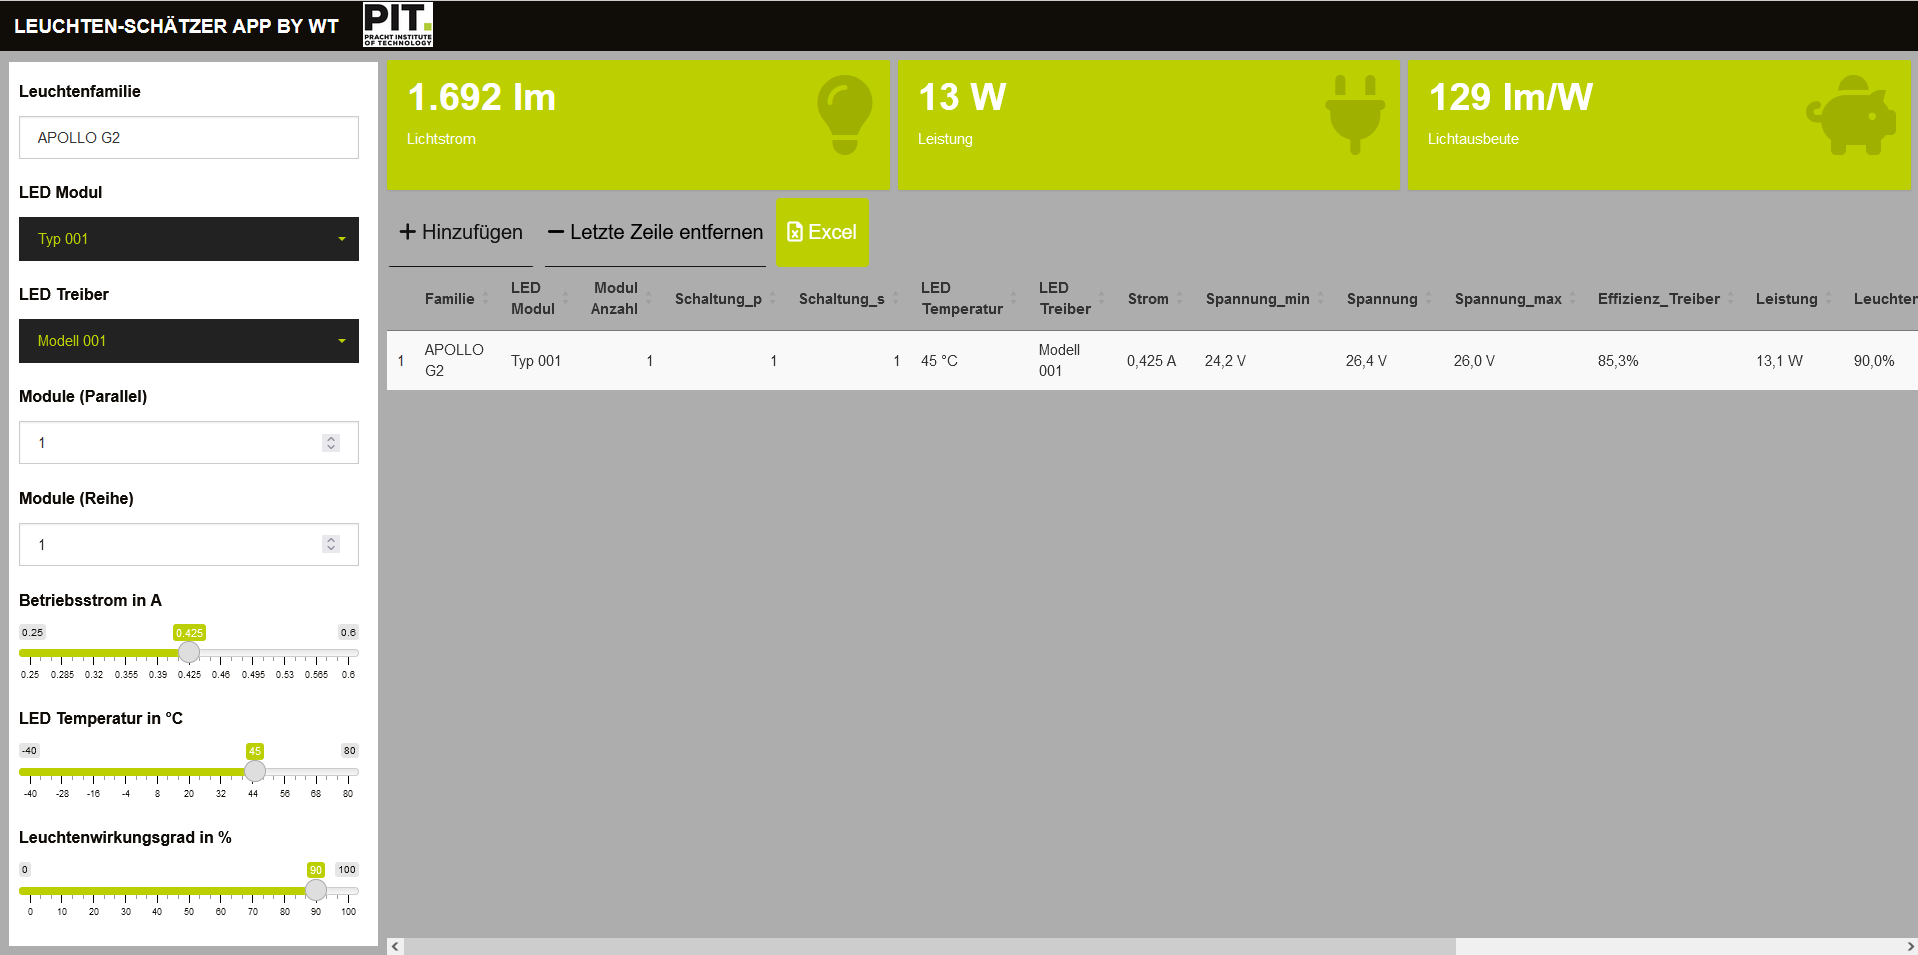 LEUCHTEN-SCHÄTZER APP BY WT
PIT.
PRACHT INSTITUTE
OF TECHNOLOGY
Leuchtenfamilie
APOLLO G2
LED Modul
Typ 001
LED Treiber
Modell 001
Module (Parallel)
1
Module (Reihe)
1
Betriebsstrom in A
0.25 0.425 0.6
0.25 0.285 0.32 0.355 0.39 0.425 0.46 0.495 0.53 0.565 0.6
LED Temperatur in °C
-40 45 80
-40 -28 -16 -4 8 20 32 44 56 68 80
Leuchtenwirkungsgrad in %
0 90 100
0 10 20 30 40 50 60 70 80 90 100
1.692 lm
Lichtstrom
13 W
Leistung
129 lm/W
Lichtausbeute
Hinzufügen Letzte Zeile entfernen Excel
Familie LED Modul Modul Anzahl Schaltung_p Schaltung_s LED Temperatur LED Treiber Strom Spannung_min Spannung Spannung_max Effizienz_Treiber Leistung Leuchten
1 APOLLO G2 Typ 001 1 1 1 45 °C Modell 001 0,425 A 24,2 V 26,4 V 26,0 V 85,3% 13,1 W 90,0%